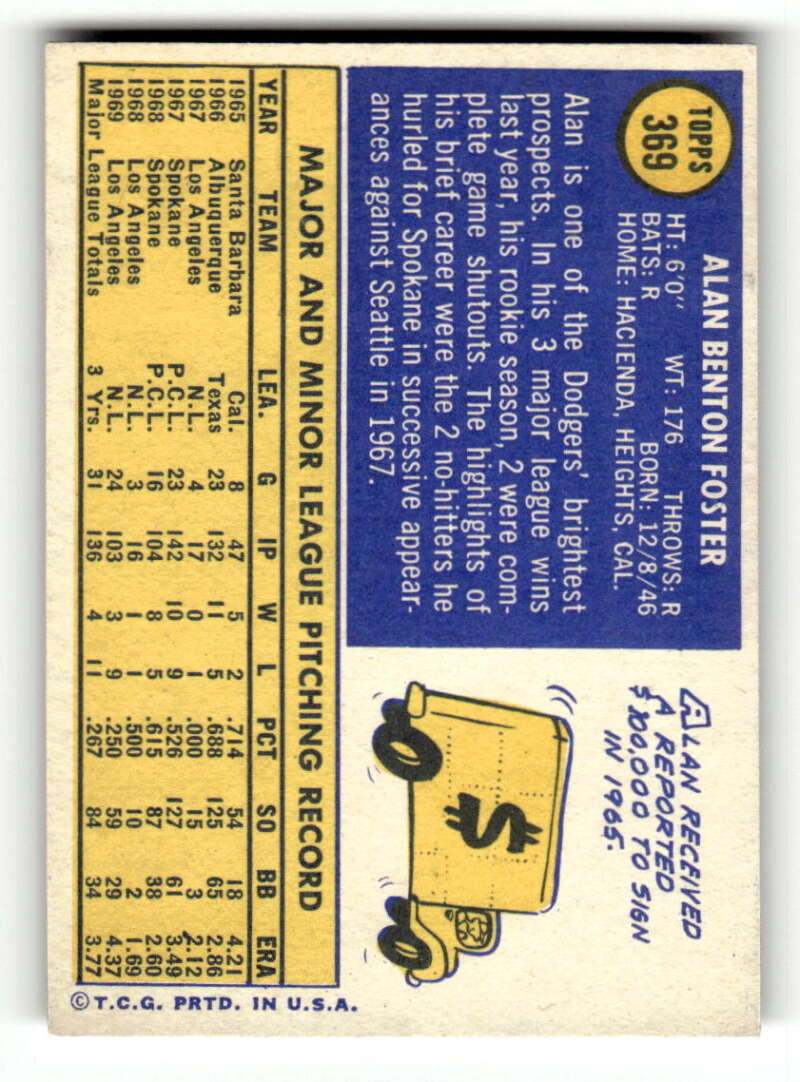 TOPPS
369
ALAN BENTON FOSTER
HT: 6'0" WT: 176 THROWS: R
BATS: R BORN: 12/8/46
HOME: HACIENDA, HEIGHTS, CAL.
Alan is one of the Dodgers' brightest
prospects. In his 3 major league wins
last year, his rookie season, 2 were com-
plete game shutouts. The highlights of
his brief career were the 2 no-hitters he
hurled for Spokane in successive appear-
ances against Seattle in 1967.
ALAN RECEIVED
A REPORTED
$100,000 TO SIGN
IN 1965.
$
MAJOR AND MINOR LEAGUE PITCHING RECORD
YEAR TEAM LEA. G IP W L PCT SO BB ERA
1965 Santa Barbara Cal. 8 47 5 2 .714 54 18 4.21
1966 Albuquerque Texas 23 132 11 5 .688 125 65 2.86
1967 Los Angeles N.L. 4 17 0 1 .000 15 3 2.12
1967 Spokane P.C.L. 23 142 10 9 .526 127 61 3.49
1968 Spokane P.C.L. 16 104 8 5 .615 87 38 2.60
1968 Los Angeles N.L. 3 16 1 1 .500 10 2 1.69
1969 Los Angeles N.L. 24 103 3 9 .250 59 29 4.37
Major League Totals 3 Yrs. 31 136 4 11 .267 84 34 3.77
© T.C.G. PRTD. IN U.S.A.